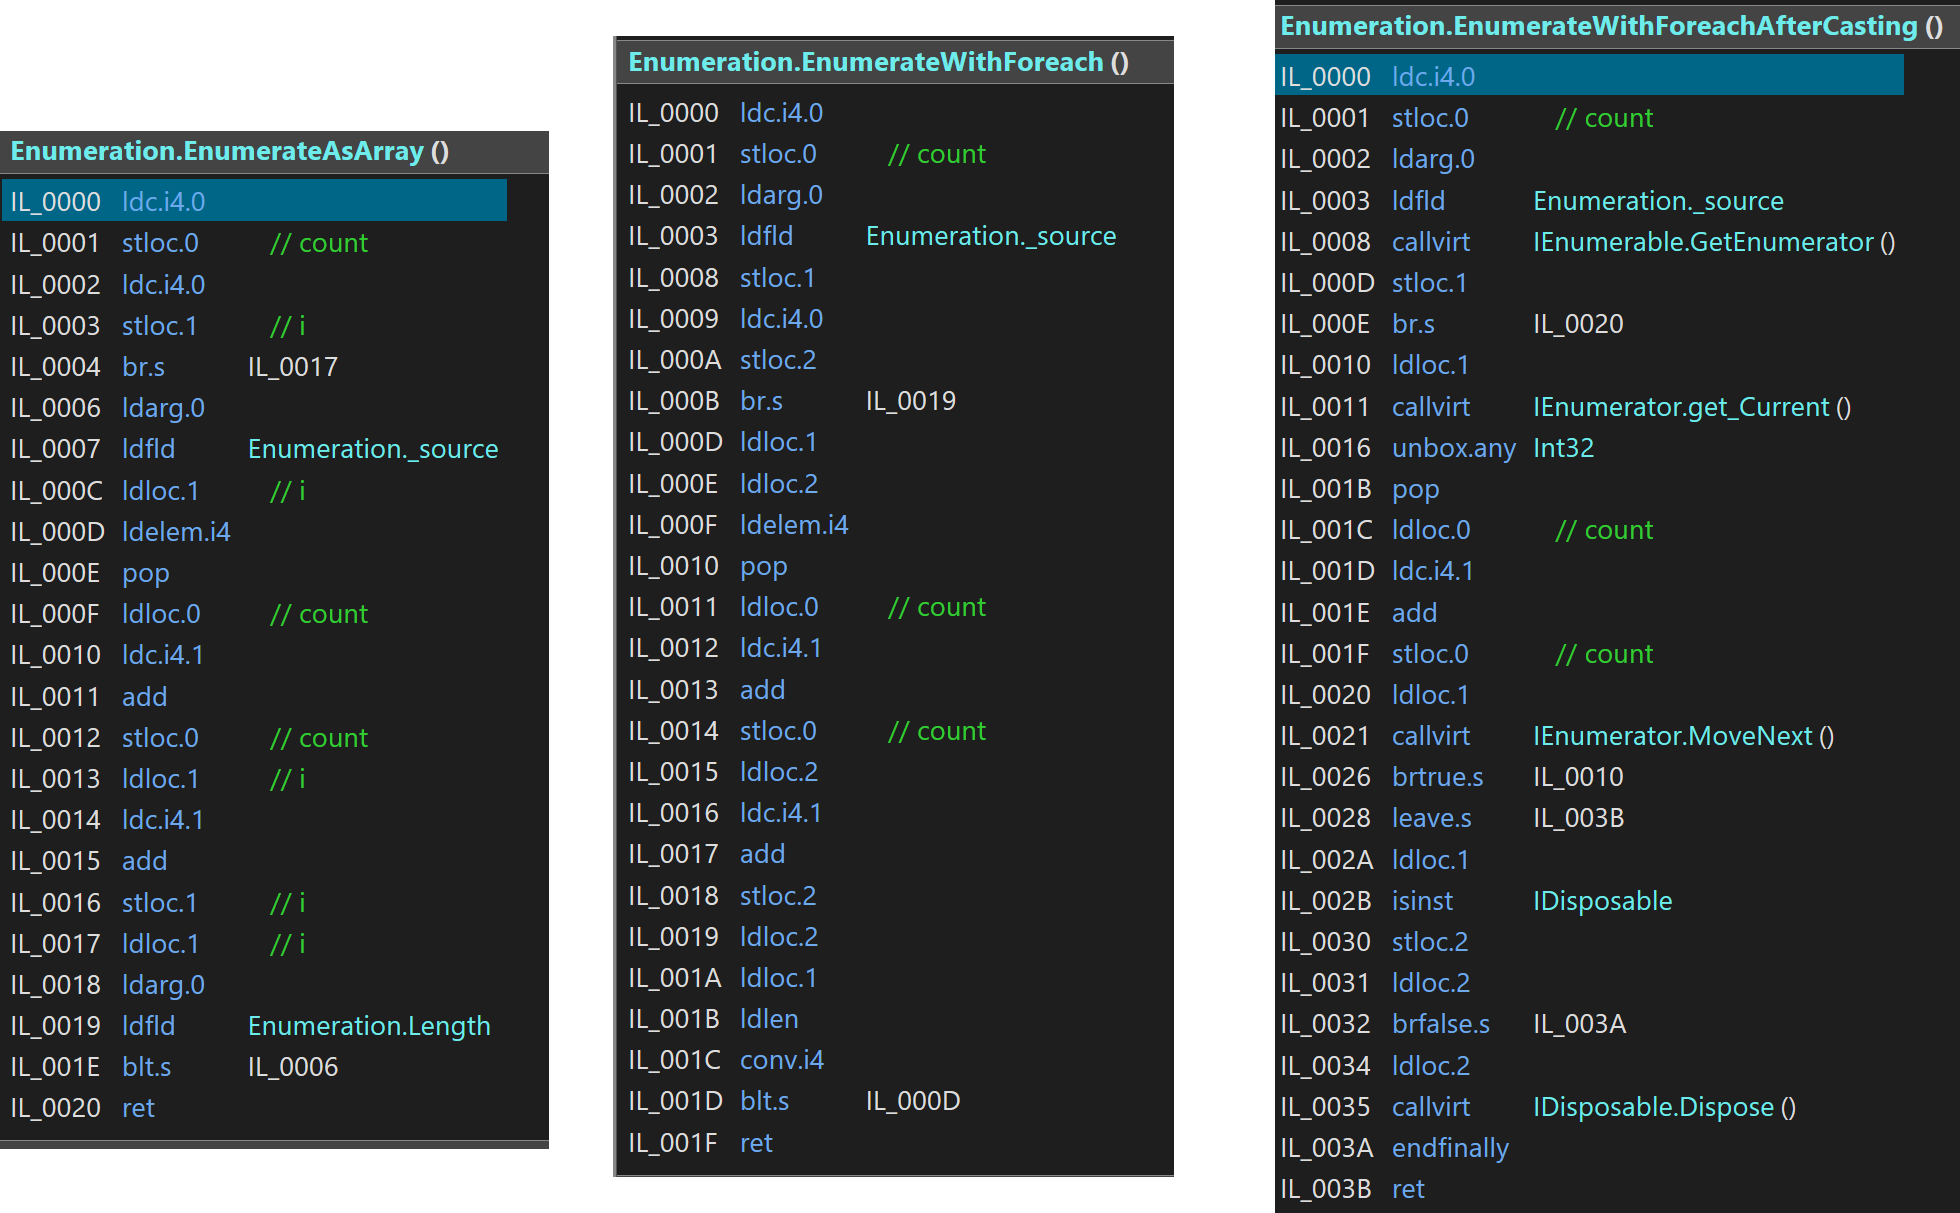 Enumeration.EnumerateAsArray ()
IL_0000 ldc.i4.0
IL_0001 stloc.0 // count
IL_0002 ldc.i4.0
IL_0003 stloc.1 // i
IL_0004 br.s IL_0017
IL_0006 ldarg.0
IL_0007 ldfld Enumeration._source
IL_000C ldloc.1 // i
IL_000D ldelem.i4
IL_000E pop
IL_000F ldloc.0 // count
IL_0010 ldc.i4.1
IL_0011 add
IL_0012 stloc.0 // count
IL_0013 ldloc.1 // i
IL_0014 ldc.i4.1
IL_0015 add
IL_0016 stloc.1 // i
IL_0017 ldloc.1 // i
IL_0018 ldarg.0
IL_0019 ldfld Enumeration.Length
IL_001E blt.s IL_0006
IL_0020 ret
Enumeration.EnumerateWithForeach ()
IL_0000 ldc.i4.0
IL_0001 stloc.0 // count
IL_0002 ldarg.0
IL_0003 ldfld Enumeration._source
IL_0008 stloc.1
IL_0009 ldc.i4.0
IL_000A stloc.2
IL_000B br.s IL_0019
IL_000D ldloc.1
IL_000E ldloc.2
IL_000F ldelem.i4
IL_0010 pop
IL_0011 ldloc.0 // count
IL_0012 ldc.i4.1
IL_0013 add
IL_0014 stloc.0 // count
IL_0015 ldloc.2
IL_0016 ldc.i4.1
IL_0017 add
IL_0018 stloc.2
IL_0019 ldloc.2
IL_001A ldloc.1
IL_001B ldlen
IL_001C conv.i4
IL_001D blt.s IL_000D
IL_001F ret
Enumeration.EnumerateWithForeachAfterCasting ()
IL_0000 ldc.i4.0
IL_0001 stloc.0 // count
IL_0002 ldarg.0
IL_0003 ldfld Enumeration._source
IL_0008 callvirt IEnumerable.GetEnumerator ()
IL_000D stloc.1
IL_000E br.s IL_0020
IL_0010 ldloc.1
IL_0011 callvirt IEnumerator.get_Current ()
IL_0016 unbox.any Int32
IL_001B pop
IL_001C ldloc.0 // count
IL_001D ldc.i4.1
IL_001E add
IL_001F stloc.0 // count
IL_0020 ldloc.1
IL_0021 callvirt IEnumerator.MoveNext ()
IL_0026 brtrue.s IL_0010
IL_0028 leave.s IL_003B
IL_002A ldloc.1
IL_002B isinst IDisposable
IL_0030 stloc.2
IL_0031 ldloc.2
IL_0032 brfalse.s IL_003A
IL_0034 ldloc.2
IL_0035 callvirt IDisposable.Dispose ()
IL_003A endfinally
IL_003B ret